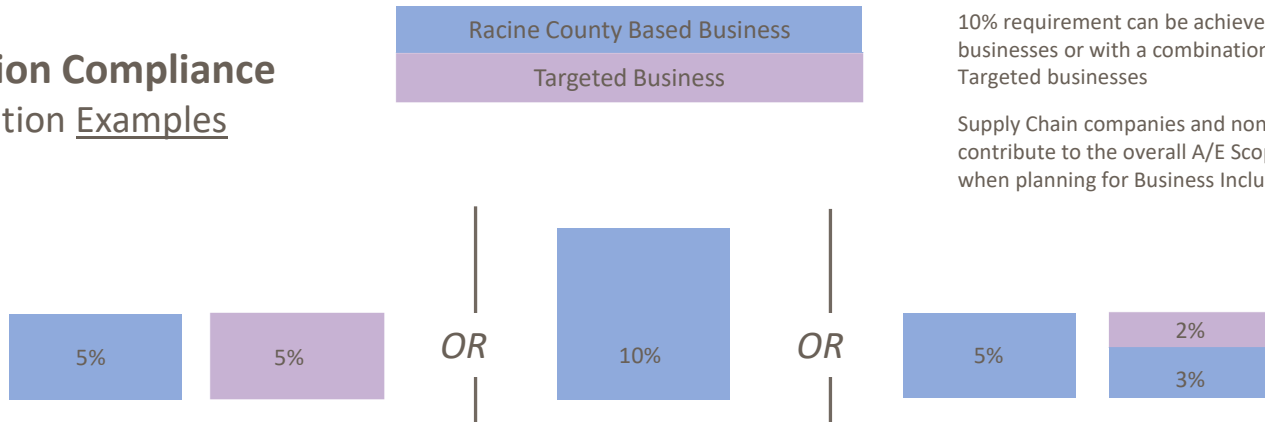 ion Compliance
tion Examples
Racine County Based Business
Targeted Business
10% requirement can be achieve
businesses or with a combination
Targeted businesses
Supply Chain companies and non
contribute to the overall A/E Sco
when planning for Business Inclu
5%
5%
OR
10%
OR
5%
2%
3%